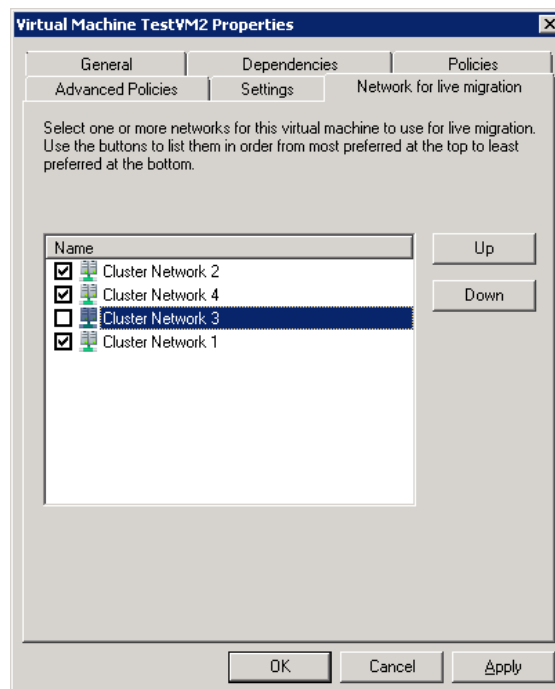 Virtual Machine TestVM2 Properties
General
Dependencies
Policies
Advanced Policies
Settings
Network for live migration
Select one or more networks for this virtual machine to use for live migration.
Use the buttons to list them in order from most preferred at the top to least
preferred at the bottom.
Name
Cluster Network 2
Cluster Network 4
Cluster Network 3
Cluster Network 1
Up
Down
OK
Cancel
Apply